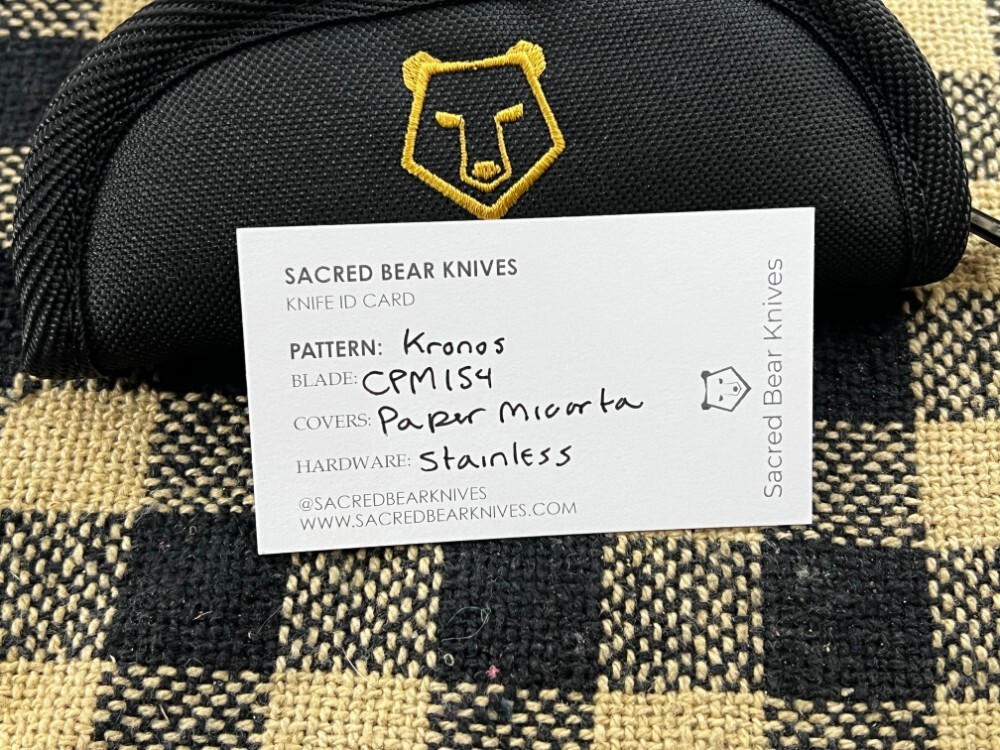 SACRED BEAR KNIVES
KNIFE ID CARD
PATTERN: Kronos
BLADE: CPM154
COVERS: Paper Micarta
HARDWARE: Stainless
@SACREDBEARKNIVES
WWW.SACREDBEARKNIVES.COM
Sacred Bear Knives